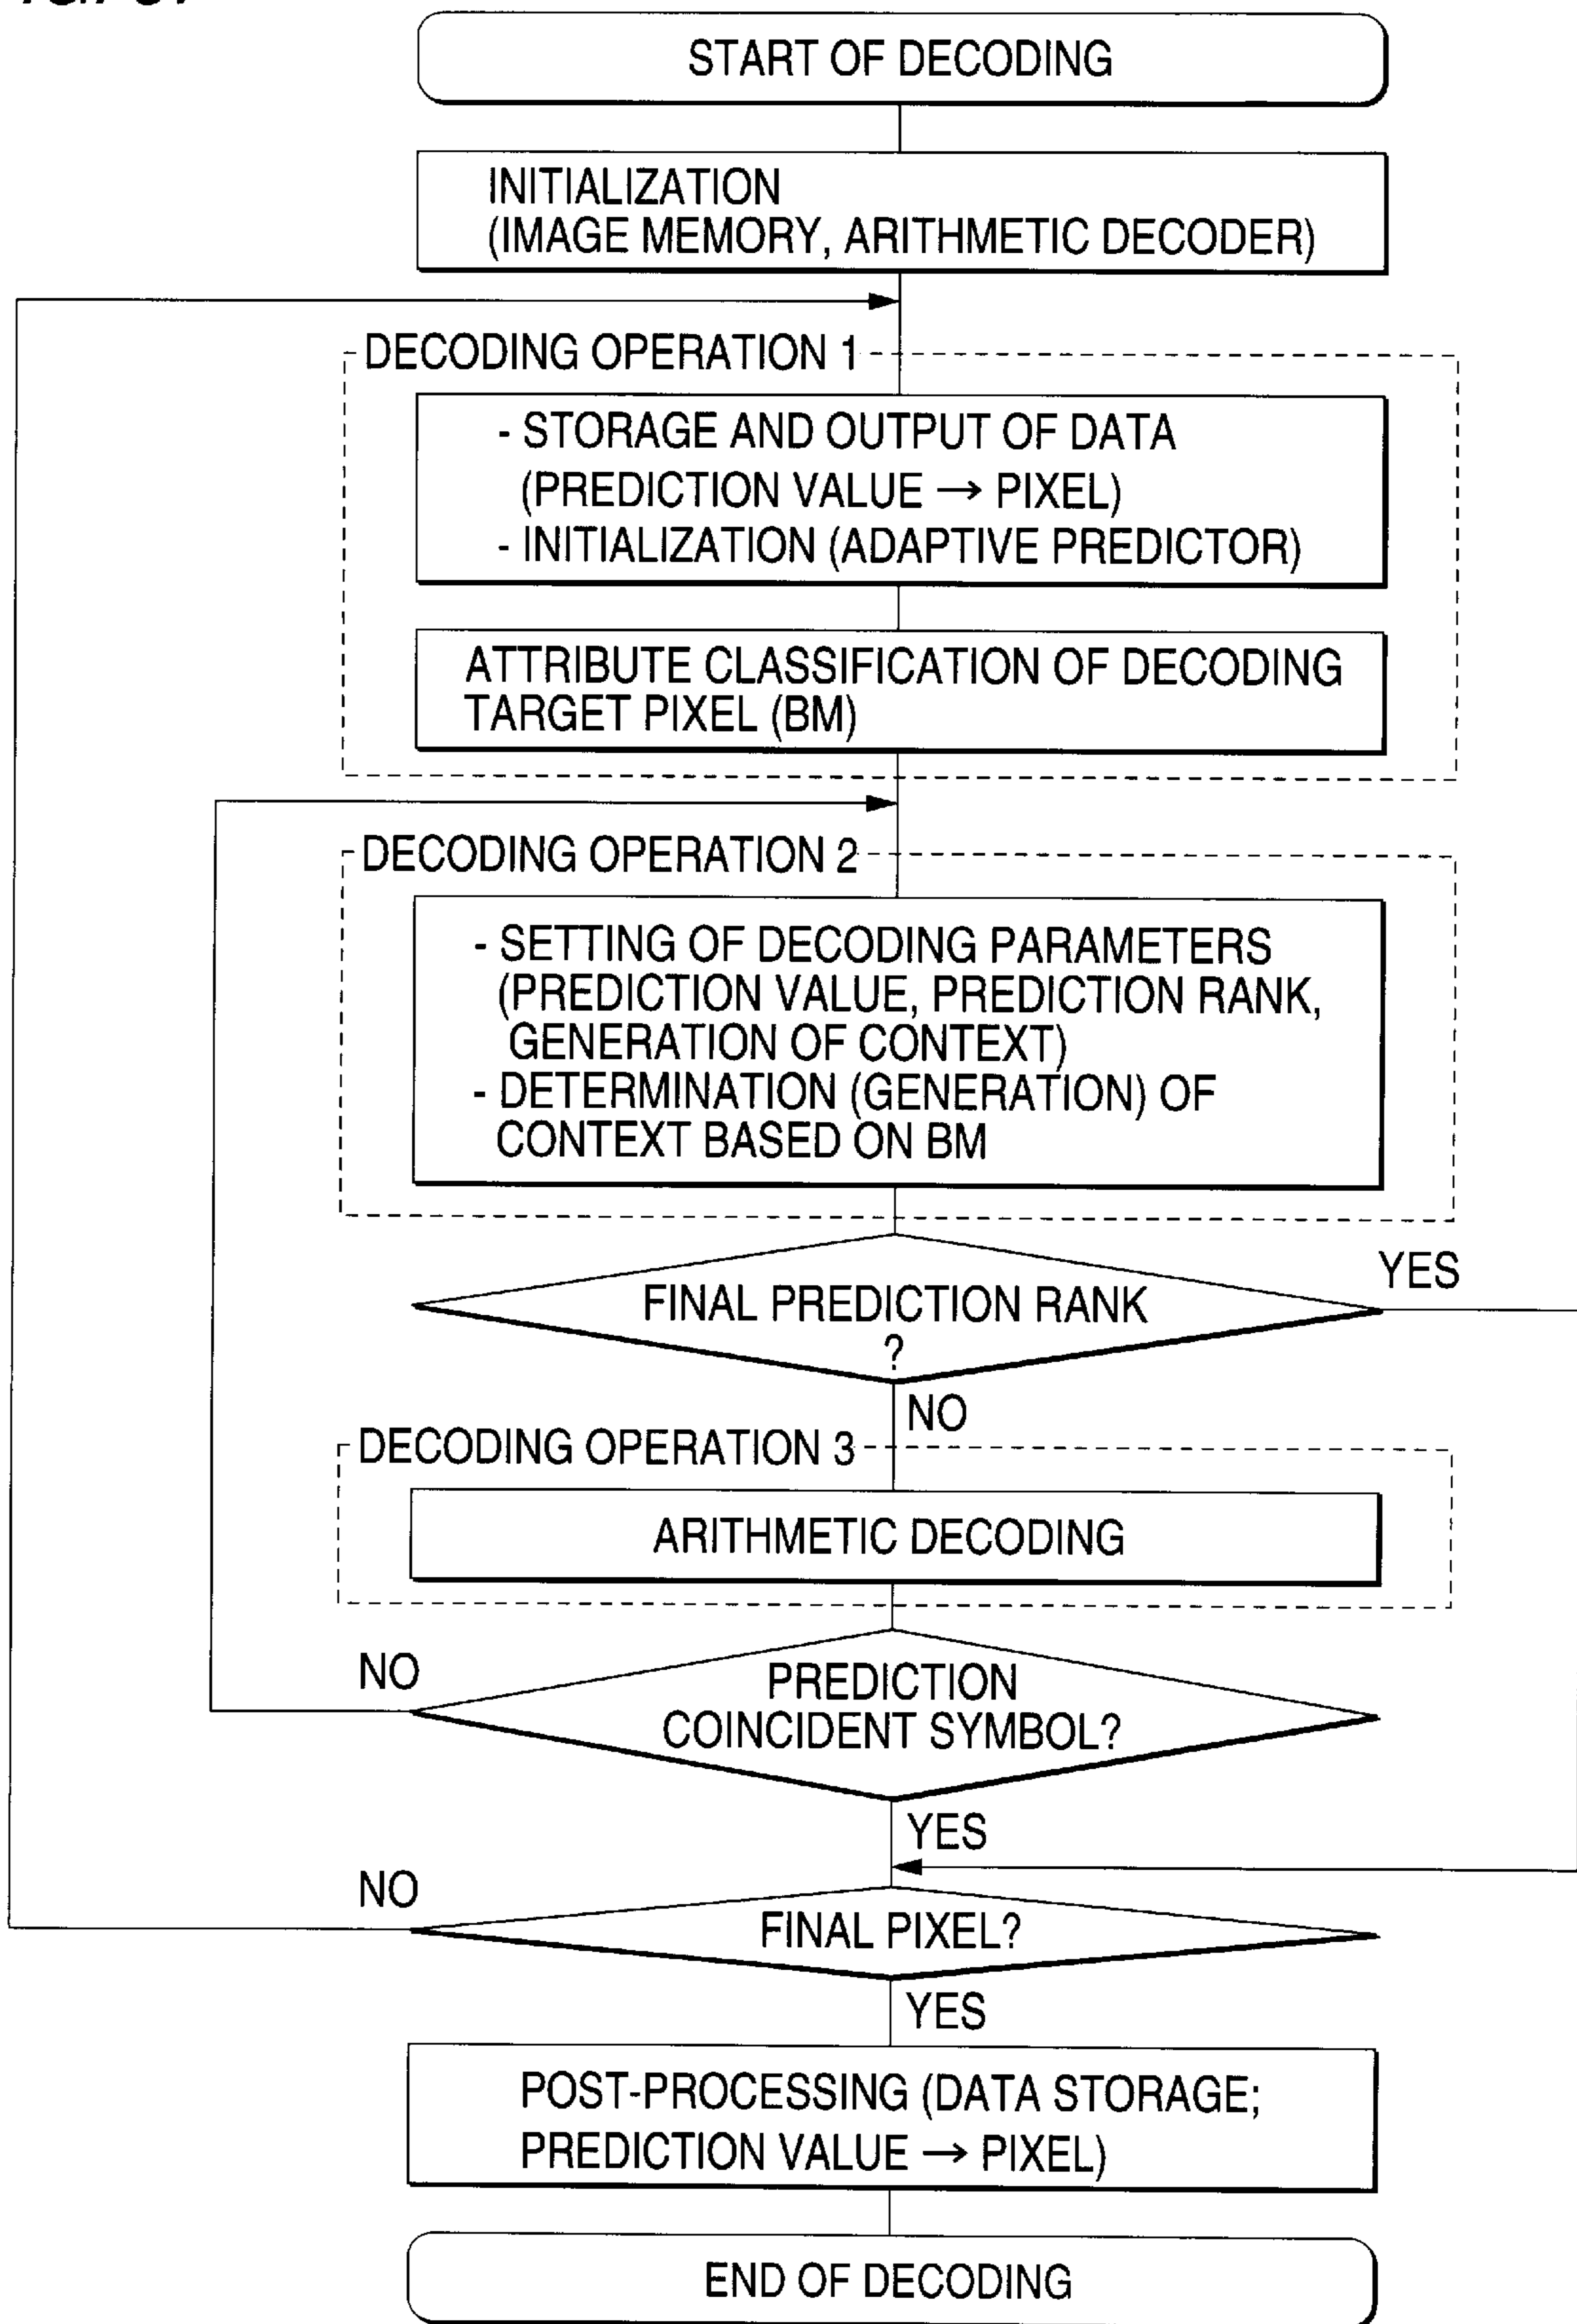 START OF DECODING
INITIALIZATION
(IMAGE MEMORY, ARITHMETIC DECODER)
DECODING OPERATION 1
- STORAGE AND OUTPUT OF DATA
(PREDICTION VALUE → PIXEL)
- INITIALIZATION (ADAPTIVE PREDICTOR)
ATTRIBUTE CLASSIFICATION OF DECODING
TARGET PIXEL (BM)
DECODING OPERATION 2
- SETTING OF DECODING PARAMETERS
(PREDICTION VALUE, PREDICTION RANK,
GENERATION OF CONTEXT)
- DETERMINATION (GENERATION) OF
CONTEXT BASED ON BM
YES
FINAL PREDICTION RANK
?
NO
DECODING OPERATION 3
ARITHMETIC DECODING
NO
PREDICTION
COINCIDENT SYMBOL?
YES
NO
FINAL PIXEL?
YES
POST-PROCESSING (DATA STORAGE;
PREDICTION VALUE → PIXEL)
END OF DECODING